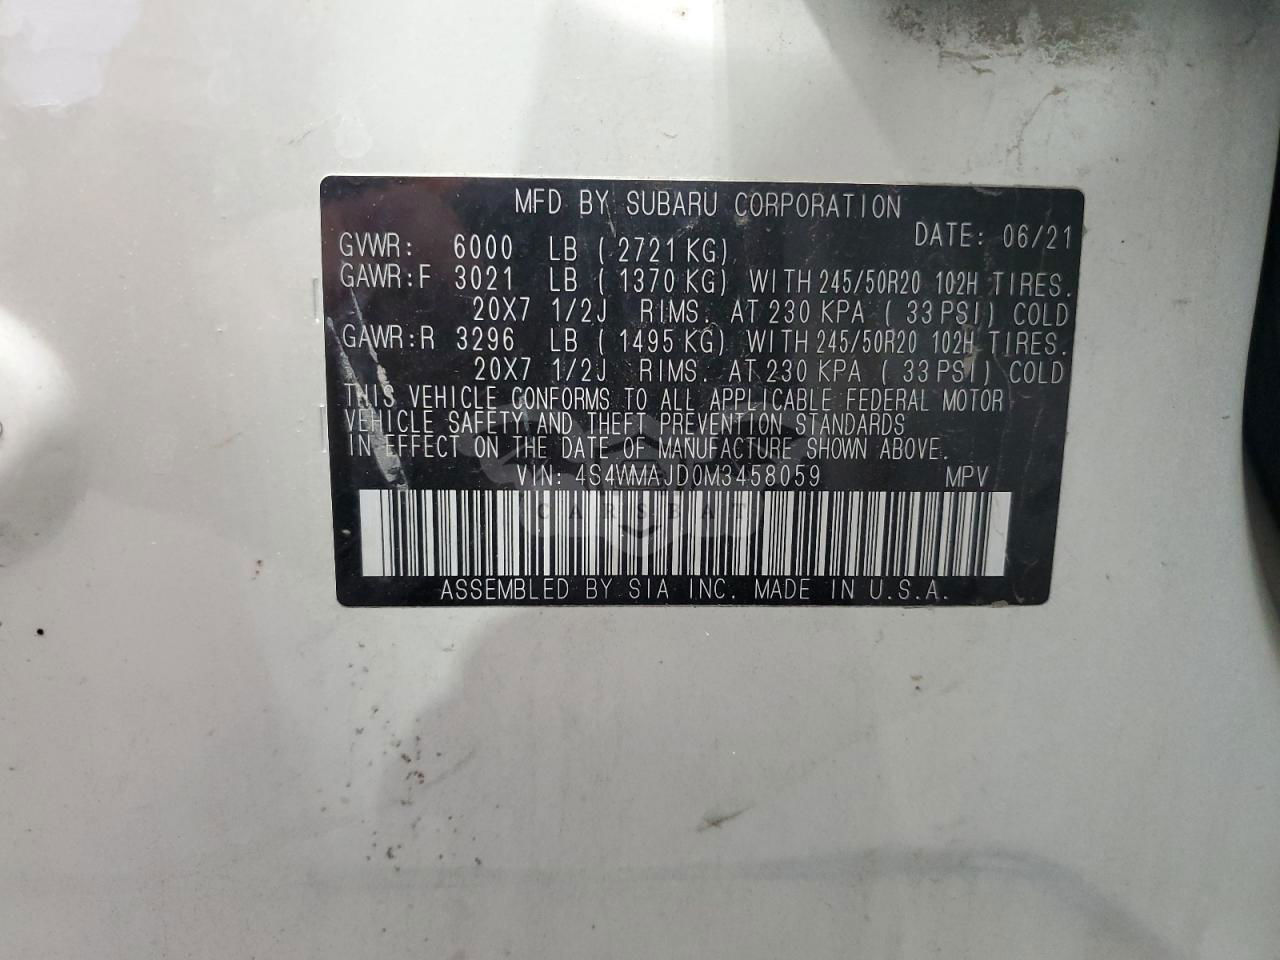 MFD BY SUBARU CORPORATION
GVWR: 6000 LB ( 2721 KG) DATE: 06/21
GAWR:F 3021 LB ( 1370 KG) WITH 245/50R20 102H TIRES.
20X7 1/2J RIMS. AT 230 KPA ( 33 PSI) COLD
GAWR:R 3296 LB ( 1495 KG) WITH 245/50R20 102H TIRES.
20X7 1/2J RIMS. AT 230 KPA ( 33 PSI) COLD
THIS VEHICLE CONFORMS TO ALL APPLICABLE FEDERAL MOTOR
VEHICLE SAFETY AND THEFT PREVENTION STANDARDS
IN EFFECT ON THE DATE OF MANUFACTURE SHOWN ABOVE.
VIN: 4S4WMAJD0M3458059 MPV
CARSBAT
ASSEMBLED BY SIA INC. MADE IN U.S.A.